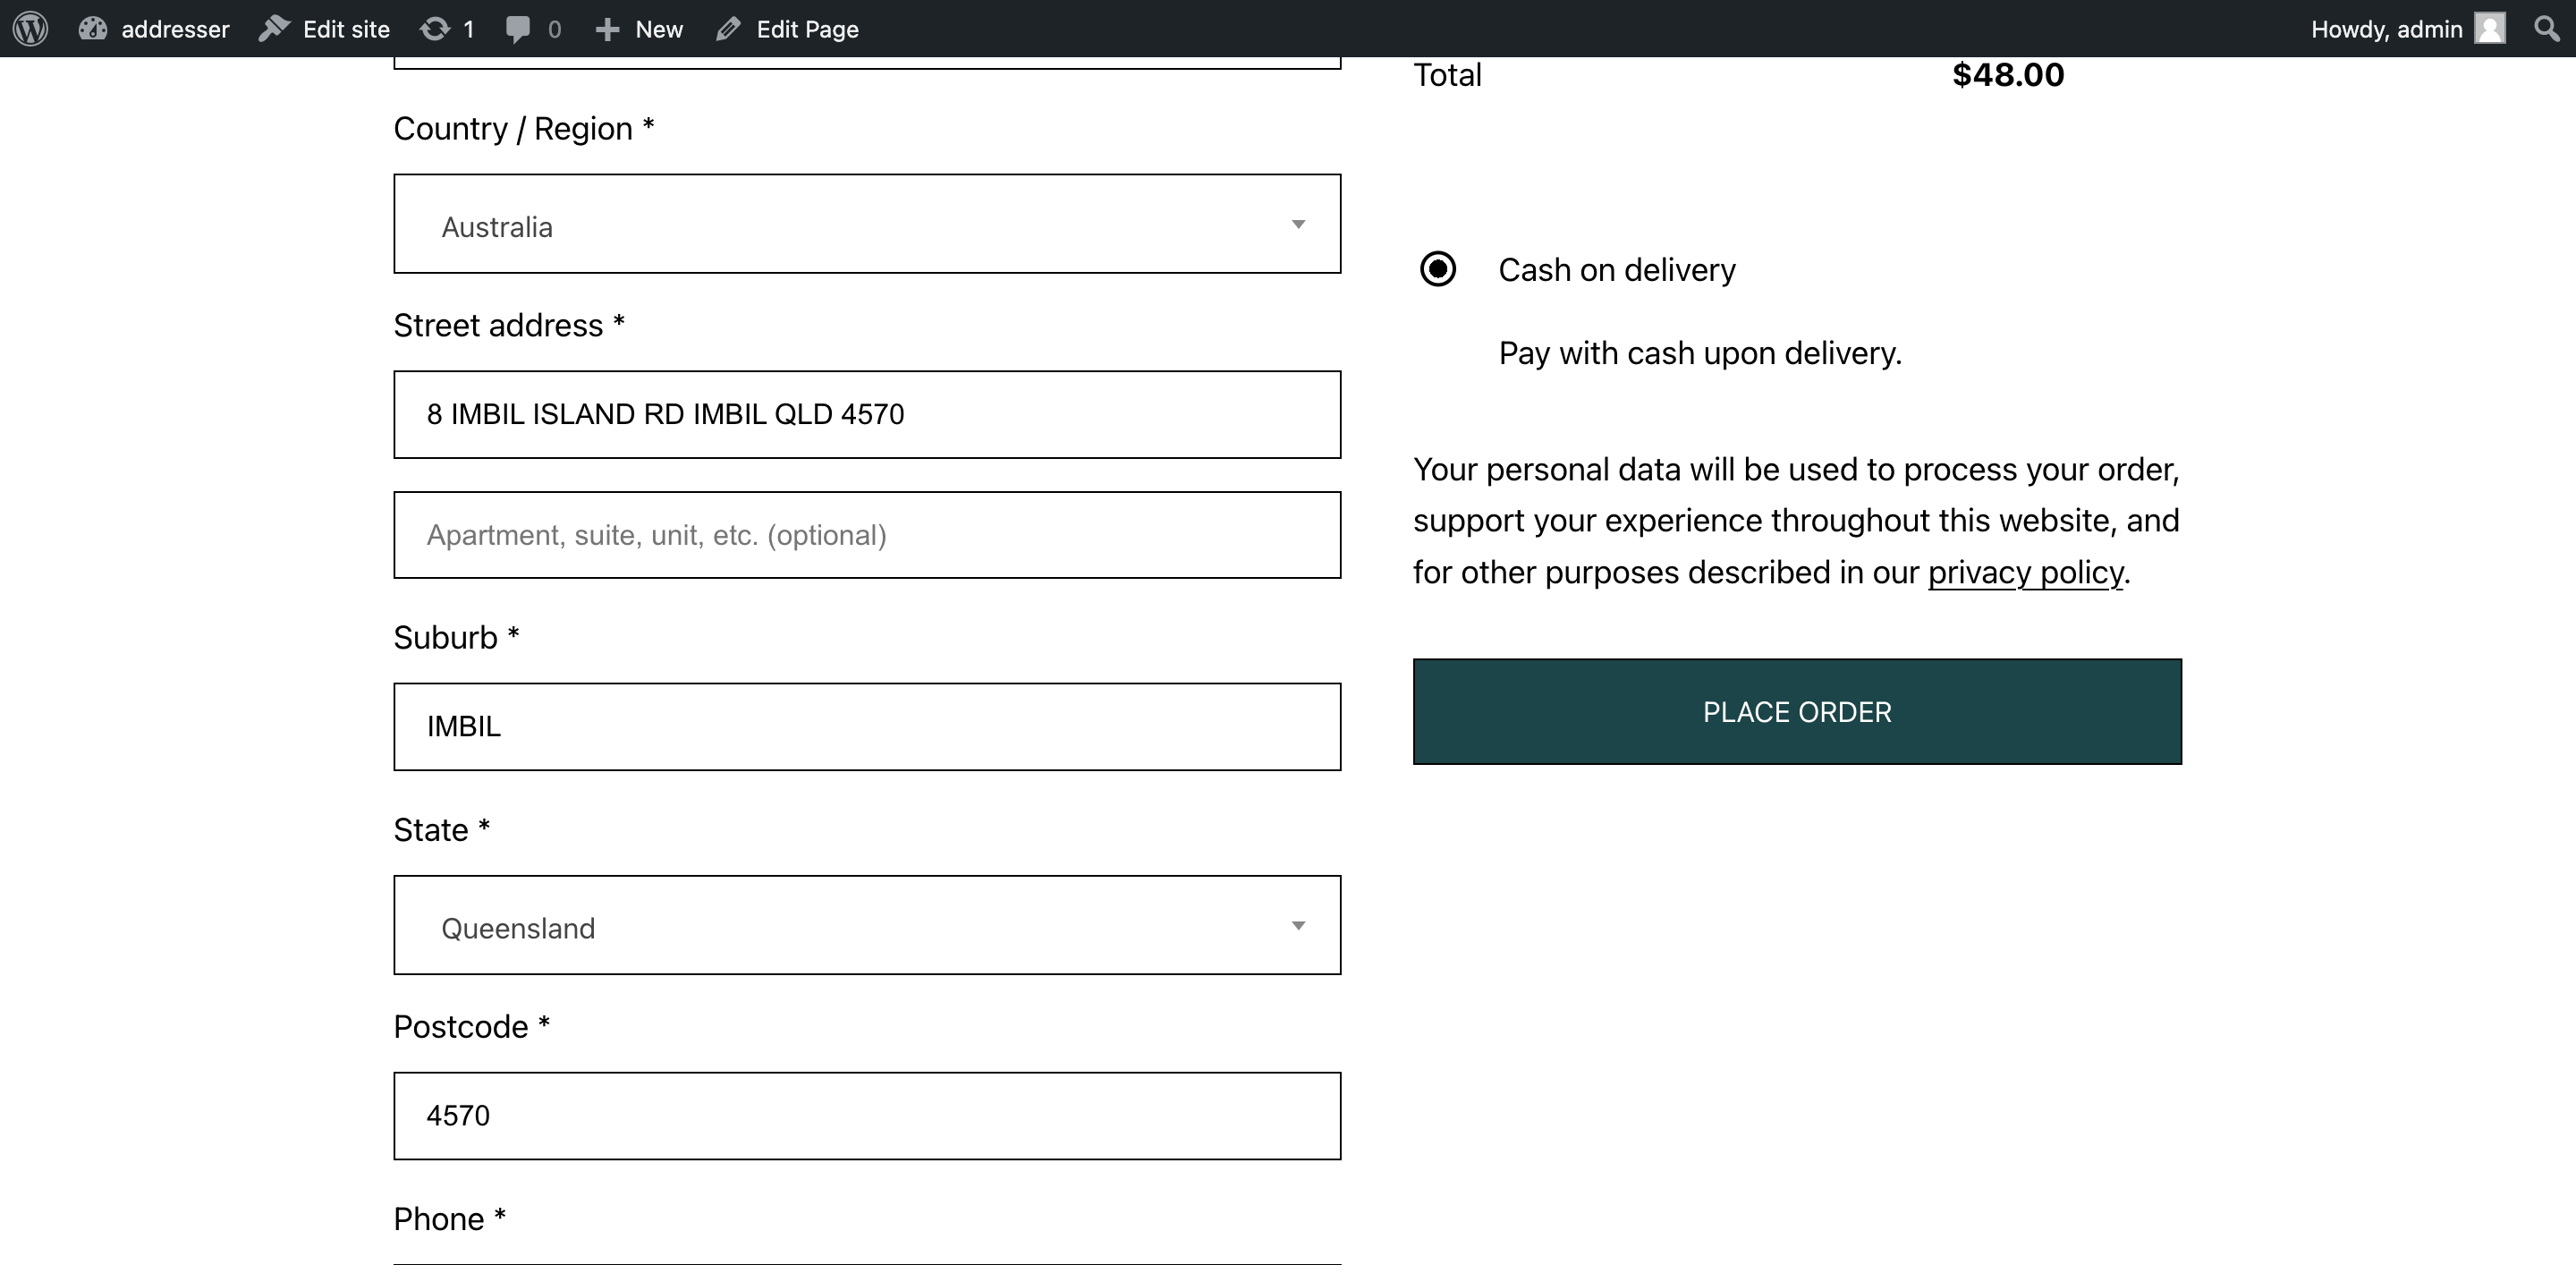 addresser Edit site 1 0 New Edit Page Howdy, admin
Country / Region *
Australia
Street address *
8 IMBIL ISLAND RD IMBIL QLD 4570
Apartment, suite, unit, etc. (optional)
Suburb *
IMBIL
State *
Queensland
Postcode *
4570
Phone *
Total $48.00
Cash on delivery
Pay with cash upon delivery.
Your personal data will be used to process your order,
support your experience throughout this website, and
for other purposes described in our privacy policy.
PLACE ORDER